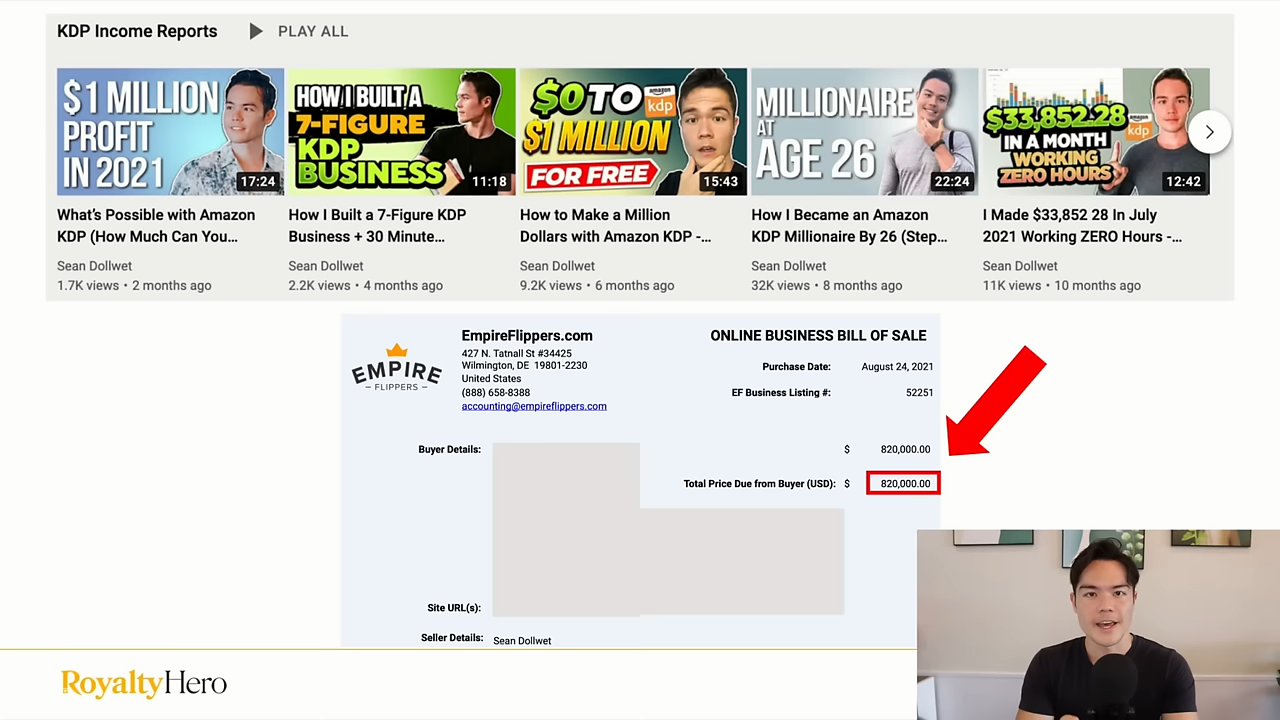 KDP Income Reports
PLAY ALL
$1 MILLION
PROFIT
IN 2021
17:24
HOW I BUILT A
7-FIGURE
KDP
BUSINESS
11:18
$0 TO
amazon
kdp
$1 MILLION
FOR FREE
15:43
MILLIONAIRE
AT
AGE 26
22:24
$33,852.28
amazon
kdp
IN A MONTH
WORKING
ZERO HOURS
12:42
What's Possible with Amazon
KDP (How Much Can You...
Sean Dollwet
1.7K views • 2 months ago
How I Built a 7-Figure KDP
Business + 30 Minute...
Sean Dollwet
2.2K views • 4 months ago
How to Make a Million
Dollars with Amazon KDP -...
Sean Dollwet
9.2K views • 6 months ago
How I Became an Amazon
KDP Millionaire By 26 (Step...
Sean Dollwet
32K views • 8 months ago
I Made $33,852 28 In July
2021 Working ZERO Hours -...
Sean Dollwet
11K views • 10 months ago
EMPIRE
FLIPPERS
EmpireFlippers.com
427 N. Tatnall St #34425
Wilmington, DE 19801-2230
United States
(888) 658-8388
accounting@empireflippers.com
ONLINE BUSINESS BILL OF SALE
Purchase Date: August 24, 2021
EF Business Listing #: 52251
Buyer Details:
$ 820,000.00
Total Price Due from Buyer (USD): $ 820,000.00
Site URL(s):
Seller Details: Sean Dollwet
RoyaltyHero